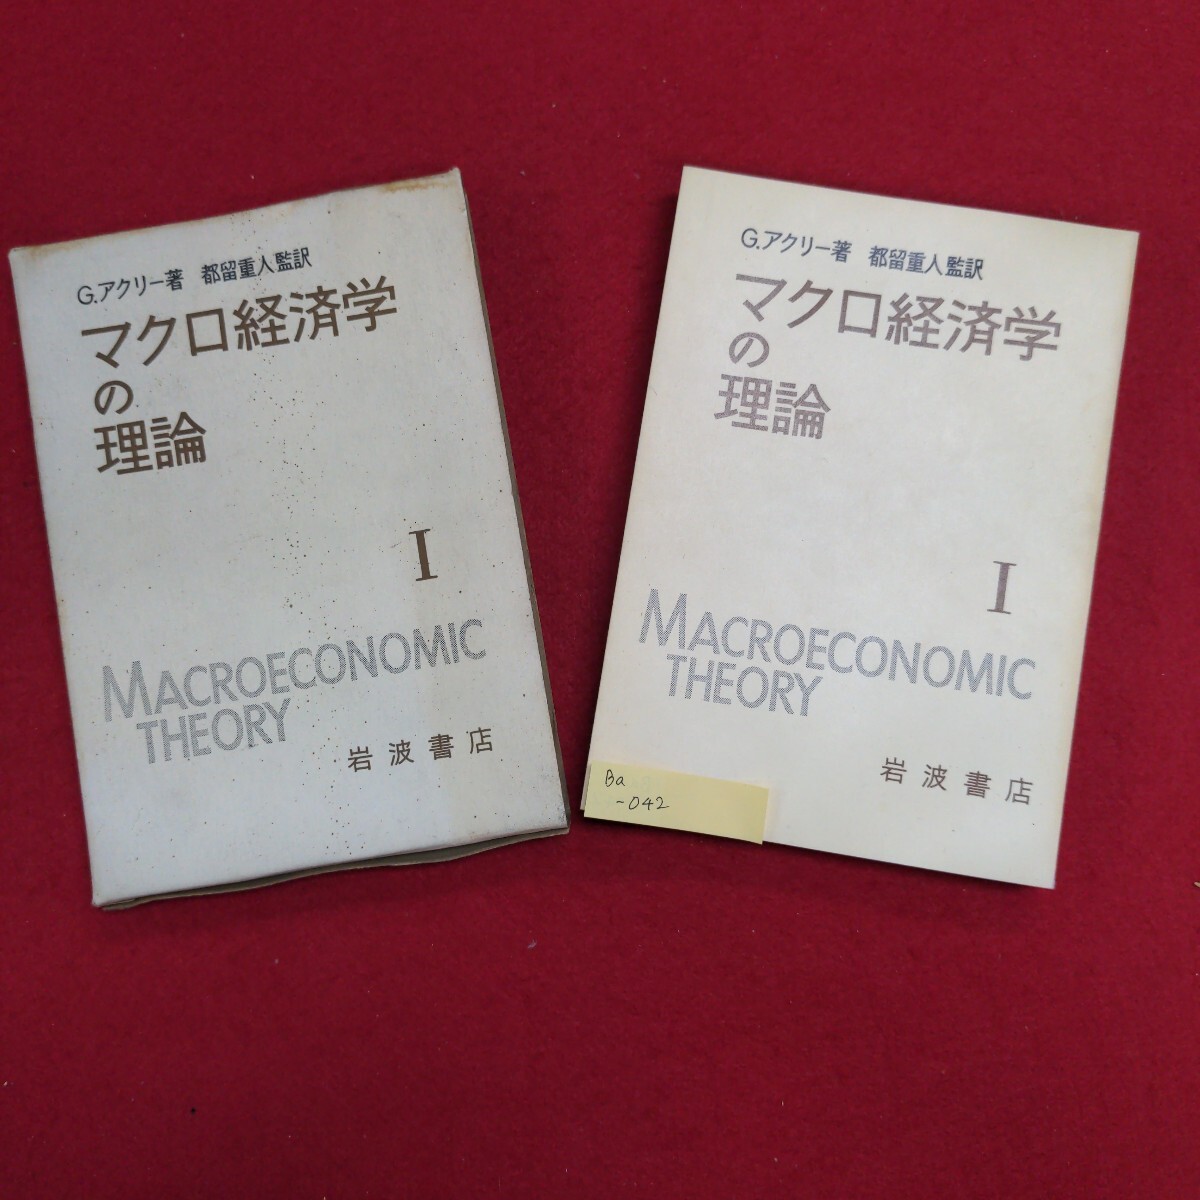 G.アクリー著 都留重人監訳
マクロ経済学
の
理論
I
MACROECONOMIC
THEORY
岩波書店
G.アクリー著 都留重人監訳
マクロ経済学
の
理論
I
MACROECONOMIC
THEORY
岩波書店
Ba
-042